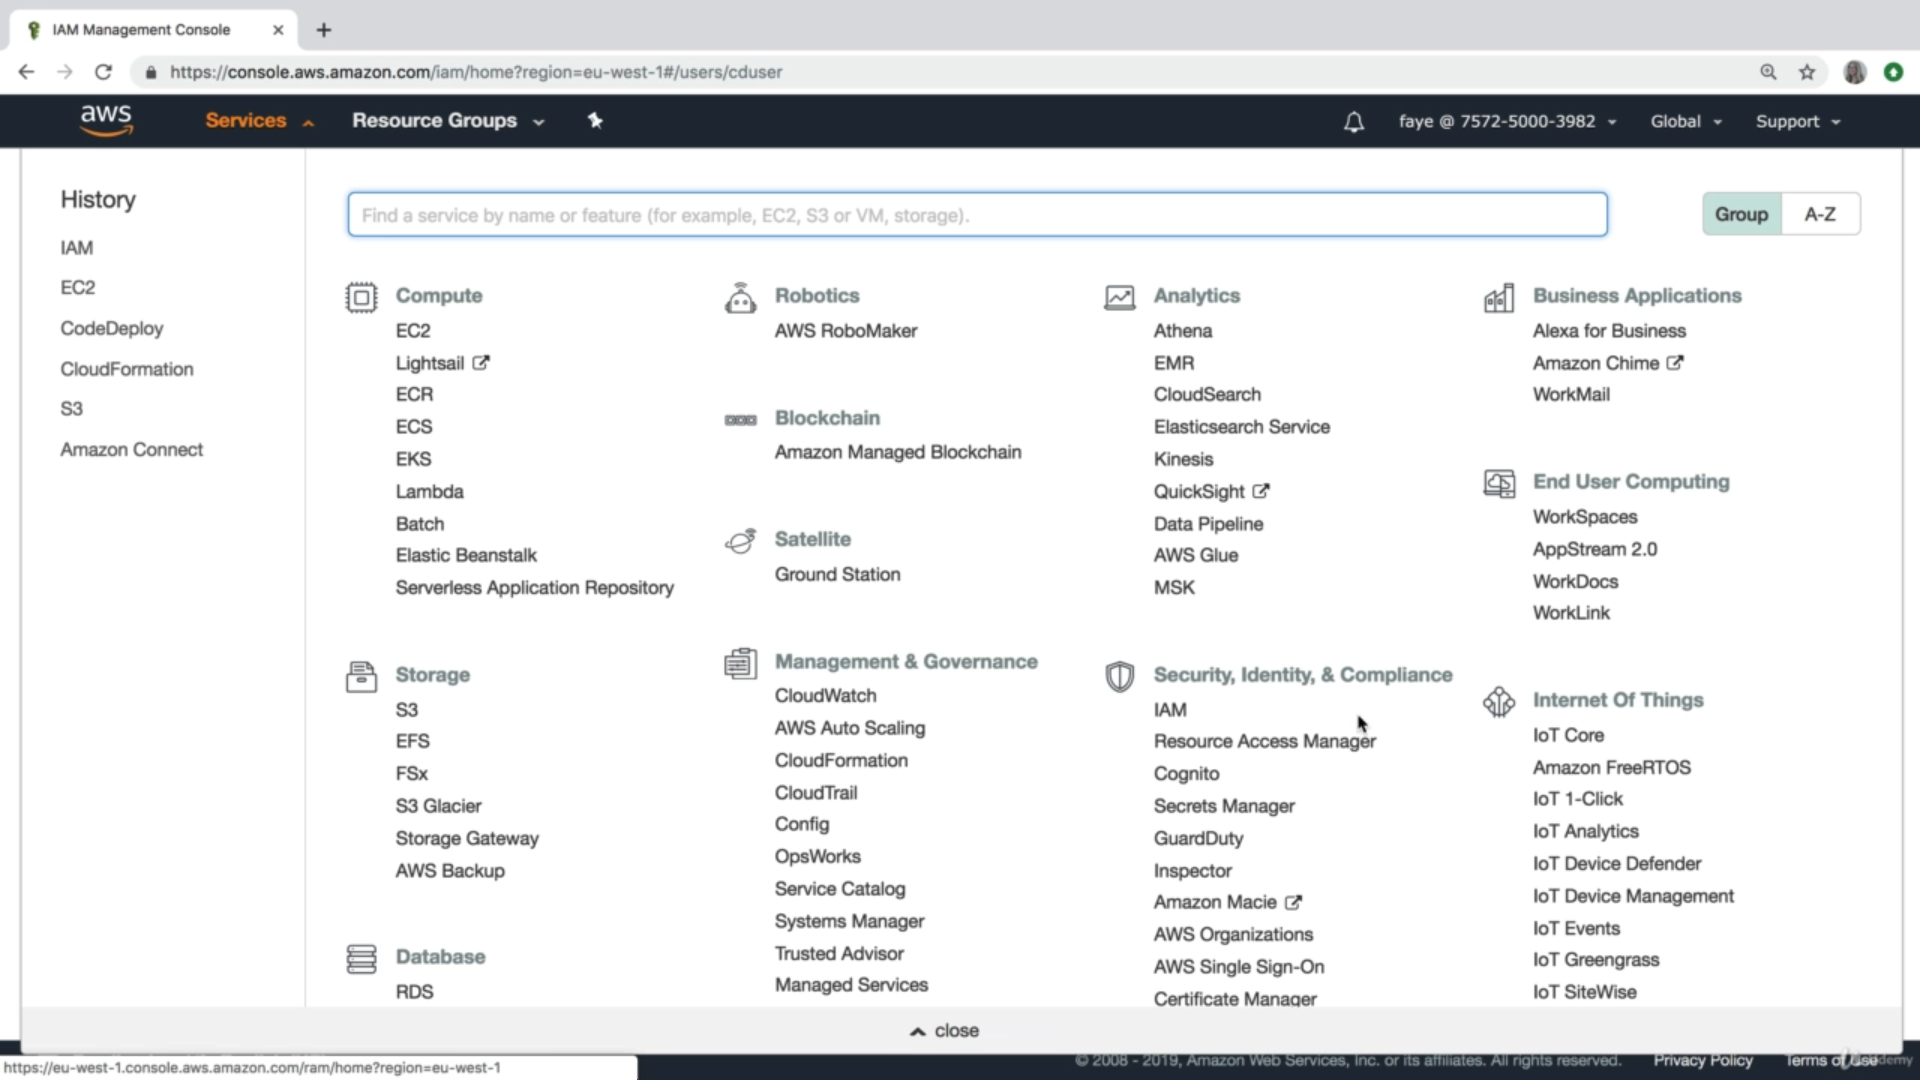 IAM Management Console
https://console.aws.amazon.com/iam/home?region=eu-west-1#/users/cduser
aws
Services
Resource Groups
faye @ 7572-5000-3982
Global
Support
History
IAM
EC2
CodeDeploy
CloudFormation
S3
Amazon Connect
Find a service by name or feature (for example, EC2, S3 or VM, storage).
Group
A-Z
Compute
EC2
Lightsail
ECR
ECS
EKS
Lambda
Batch
Elastic Beanstalk
Serverless Application Repository
Storage
S3
EFS
FSx
S3 Glacier
Storage Gateway
AWS Backup
Database
RDS
Robotics
AWS RoboMaker
Blockchain
Amazon Managed Blockchain
Satellite
Ground Station
Management & Governance
CloudWatch
AWS Auto Scaling
CloudFormation
CloudTrail
Config
OpsWorks
Service Catalog
Systems Manager
Trusted Advisor
Managed Services
Analytics
Athena
EMR
CloudSearch
Elasticsearch Service
Kinesis
QuickSight
Data Pipeline
AWS Glue
MSK
Security, Identity, & Compliance
IAM
Resource Access Manager
Cognito
Secrets Manager
GuardDuty
Inspector
Amazon Macie
AWS Organizations
AWS Single Sign-On
Certificate Manager
Business Applications
Alexa for Business
Amazon Chime
WorkMail
End User Computing
WorkSpaces
AppStream 2.0
WorkDocs
WorkLink
Internet Of Things
IoT Core
Amazon FreeRTOS
IoT 1-Click
IoT Analytics
IoT Device Defender
IoT Device Management
IoT Events
IoT Greengrass
IoT SiteWise
close
https://eu-west-1.console.aws.amazon.com/ram/home?region=eu-west-1
© 2008 - 2019, Amazon Web Services, Inc. or its affiliates. All rights reserved.
Privacy Policy
Terms of Use